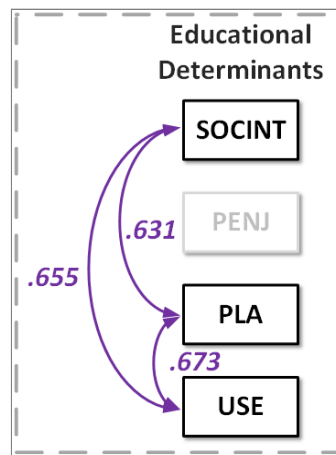 Educational
Determinants
SOCINT
PENJ
.631
.655
PLA
.673
USE